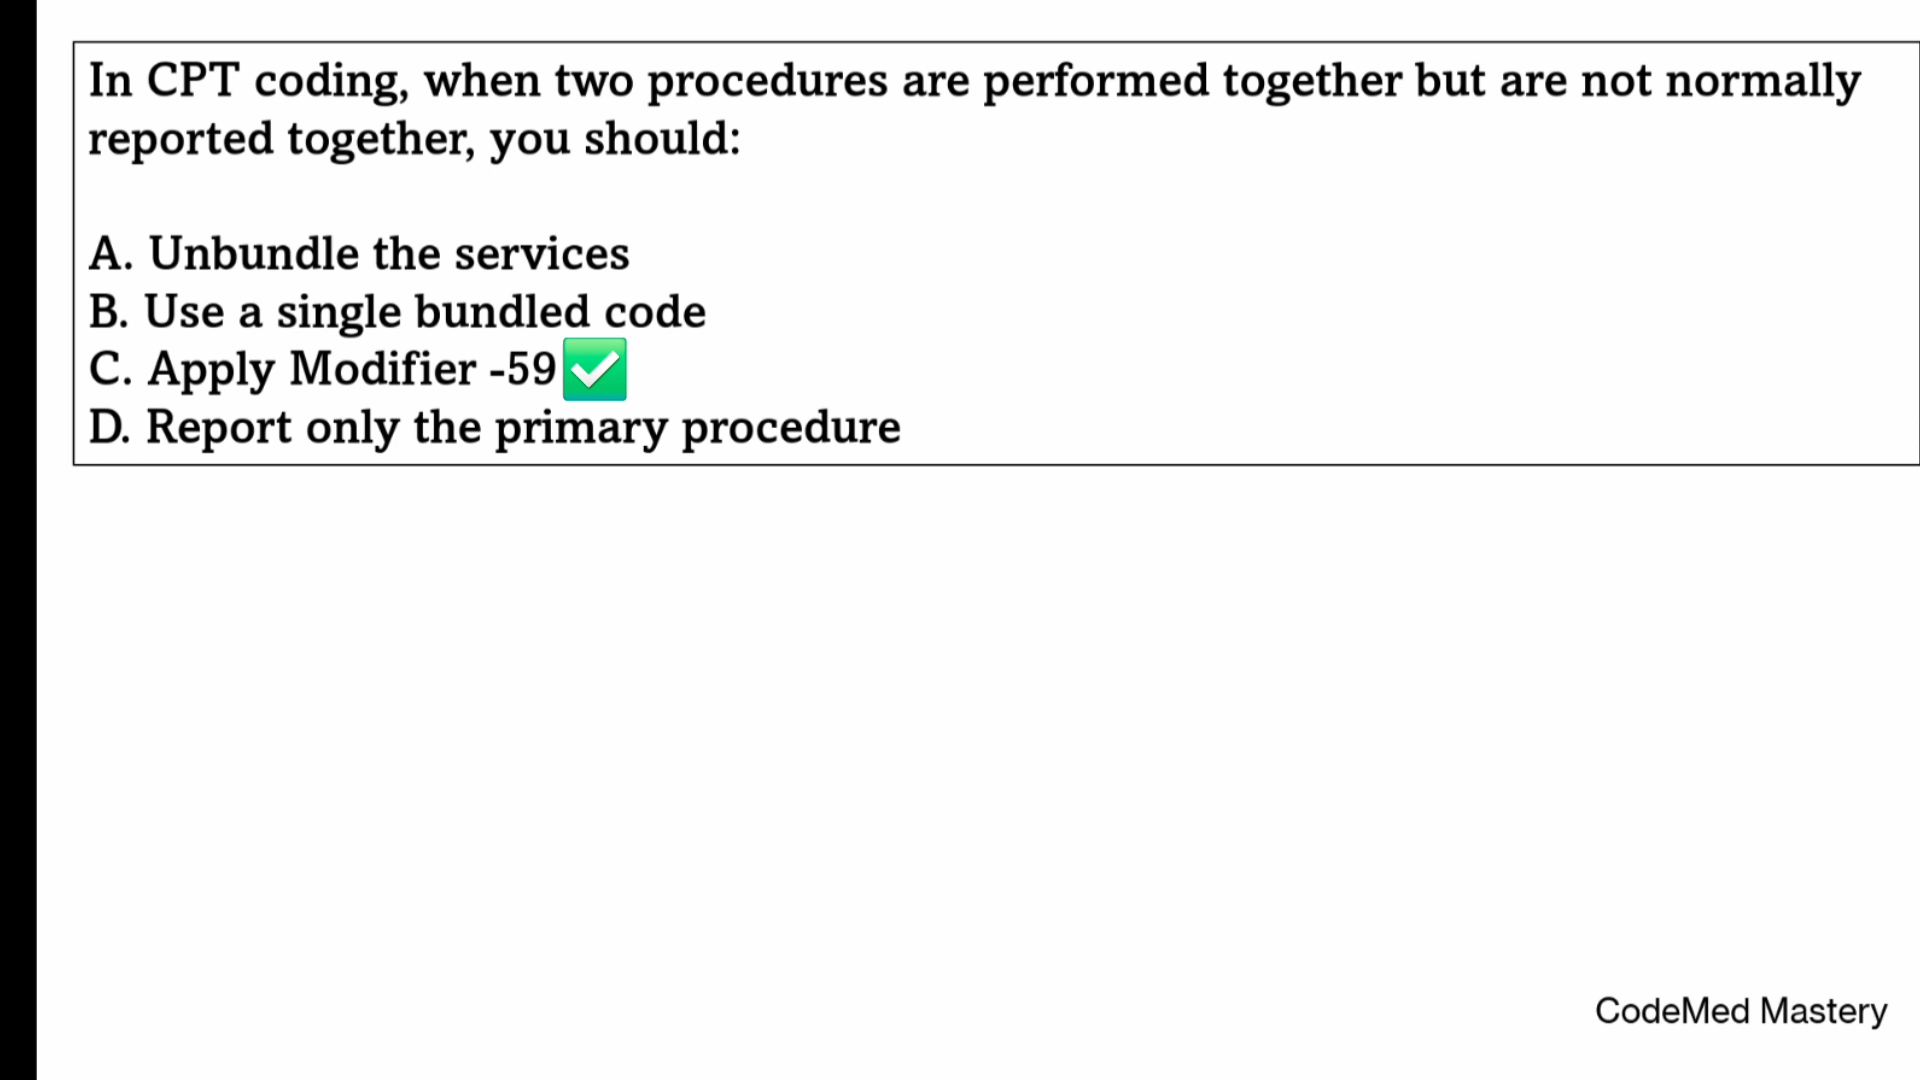 In CPT coding, when two procedures are performed together but are not normally
reported together, you should:
A. Unbundle the services
B. Use a single bundled code
C. Apply Modifier -59 ✅
D. Report only the primary procedure
CodeMed Mastery